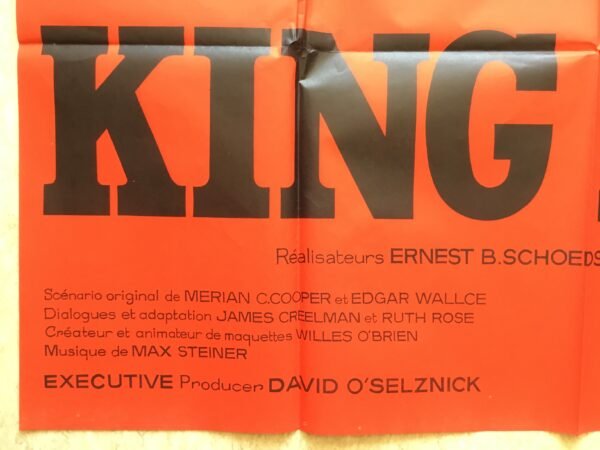 KING
Réalisateurs ERNEST B.SCHOEDS
Scénario original de MERIAN C.COOPER et EDGAR WALLCE
Dialogues et adaptation JAMES CREELMAN et RUTH ROSE
Créateur et animateur de maquettes WILLES O'BRIEN
Musique de MAX STEINER
EXECUTIVE Producer DAVID O'SELZNICK